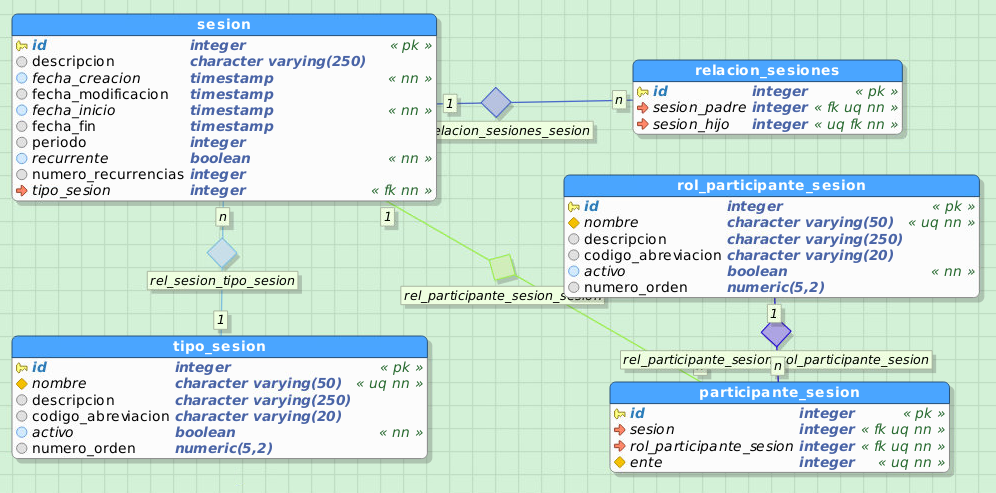 sesion
id integer « pk »
descripcion character varying(250)
fecha_creacion timestamp « nn »
fecha_modificacion timestamp
fecha_inicio timestamp « nn »
fecha_fin timestamp
periodo integer
recurrente boolean « nn »
numero_recurrencias integer
tipo_sesion integer « fk nn »
1
n
elacion_sesiones_sesion
relacion_sesiones
id integer « pk »
sesion_padre integer « fk uq nn »
sesion_hijo integer « uq fk nn »
rol_participante_sesion
id integer « pk »
nombre character varying(50) « uq nn »
descripcion character varying(250)
codigo_abreviacion character varying(20)
activo boolean « nn »
numero_orden numeric(5,2)
n
1
rel_sesion_tipo_sesion
rel_participante_sesion_sesion
1
1
rel_participante_sesion_rol_participante_sesion
n
tipo_sesion
id integer « pk »
nombre character varying(50) « uq nn »
descripcion character varying(250)
codigo_abreviacion character varying(20)
activo boolean « nn »
numero_orden numeric(5,2)
participante_sesion
id integer « pk »
sesion integer « fk uq nn »
rol_participante_sesion integer « fk uq nn »
ente integer « uq nn »